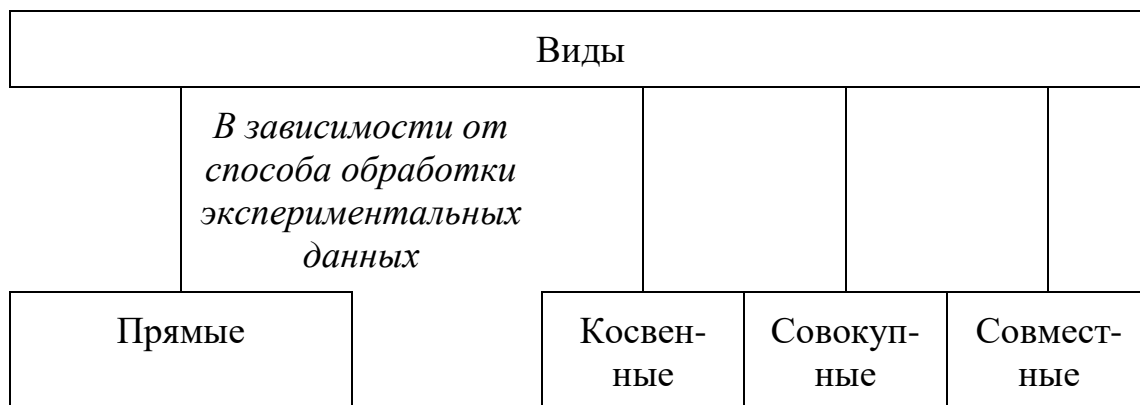 Виды
В зависимости от
способа обработки
экспериментальных
данных
Прямые
Косвен-
ные
Совокуп-
ные
Совмест-
ные